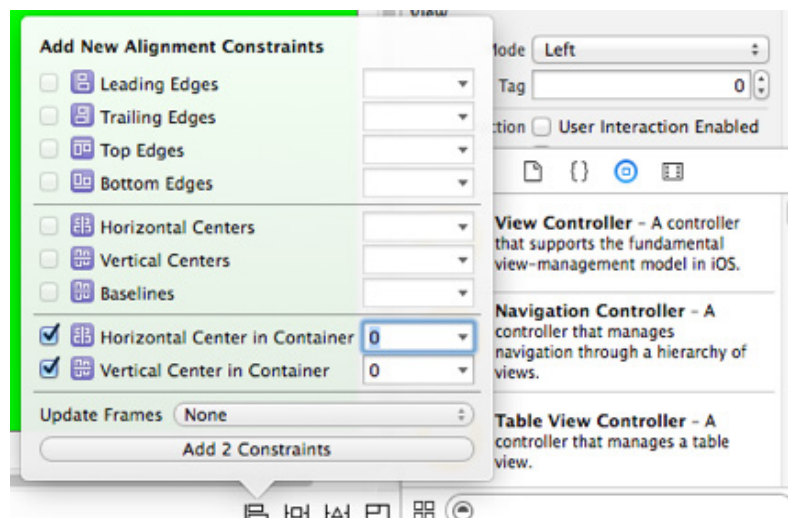 View
Add New Alignment Constraints
Mode Left
Leading Edges
Tag 0
Trailing Edges
User Interaction Enabled
Top Edges
Bottom Edges
{}
Horizontal Centers
Vertical Centers
Baselines
Horizontal Center in Container 0
Vertical Center in Container 0
Update Frames None
Add 2 Constraints
View Controller – A controller
that supports the fundamental
view–management model in iOS.
Navigation Controller – A
controller that manages
navigation through a hierarchy of
views.
Table View Controller – A
controller that manages a table
view.